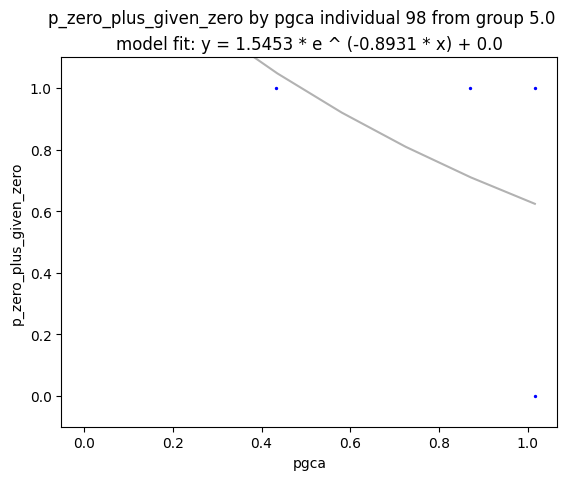 p_zero_plus_given_zero by pgca individual 98 from group 5.0
model fit: y = 1.5453 * e ^ (-0.8931 * x) + 0.0
1.0
0.8
0.6
0.4
0.2
0.0
p_zero_plus_given_zero
0.0 0.2 0.4 0.6 0.8 1.0
pgca